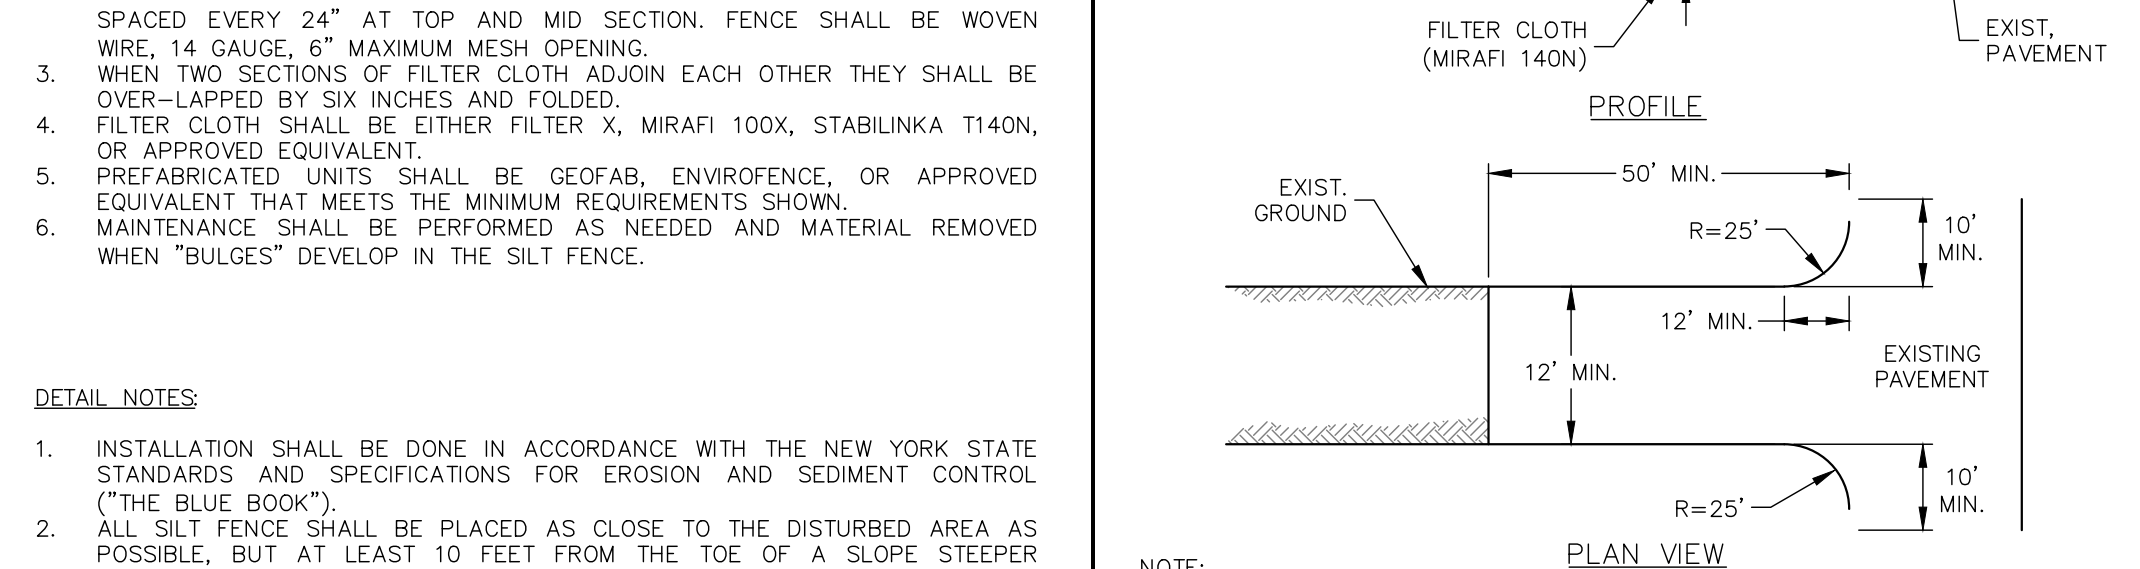 SPACED EVERY 24" AT TOP AND MID SECTION. FENCE SHALL BE WOVEN
WIRE, 14 GAUGE, 6" MAXIMUM MESH OPENING.
3. WHEN TWO SECTIONS OF FILTER CLOTH ADJOIN EACH OTHER THEY SHALL BE
OVER-LAPPED BY SIX INCHES AND FOLDED.
4. FILTER CLOTH SHALL BE EITHER FILTER X, MIRAFI 100X, STABILINKA T140N,
OR APPROVED EQUIVALENT.
5. PREFABRICATED UNITS SHALL BE GEOFAB, ENVIROFENCE, OR APPROVED
EQUIVALENT THAT MEETS THE MINIMUM REQUIREMENTS SHOWN.
6. MAINTENANCE SHALL BE PERFORMED AS NEEDED AND MATERIAL REMOVED
WHEN "BULGES" DEVELOP IN THE SILT FENCE.
DETAIL NOTES:
1. INSTALLATION SHALL BE DONE IN ACCORDANCE WITH THE NEW YORK STATE
STANDARDS AND SPECIFICATIONS FOR EROSION AND SEDIMENT CONTROL
("THE BLUE BOOK").
2. ALL SILT FENCE SHALL BE PLACED AS CLOSE TO THE DISTURBED AREA AS
POSSIBLE, BUT AT LEAST 10 FEET FROM THE TOE OF A SLOPE STEEPER
FILTER CLOTH
(MIRAFI 140N)
EXIST,
PAVEMENT
PROFILE
50' MIN.
EXIST.
GROUND
R=25'
10'
MIN.
12' MIN.
12' MIN.
EXISTING
PAVEMENT
R=25'
10'
MIN.
PLAN VIEW
NOTE: